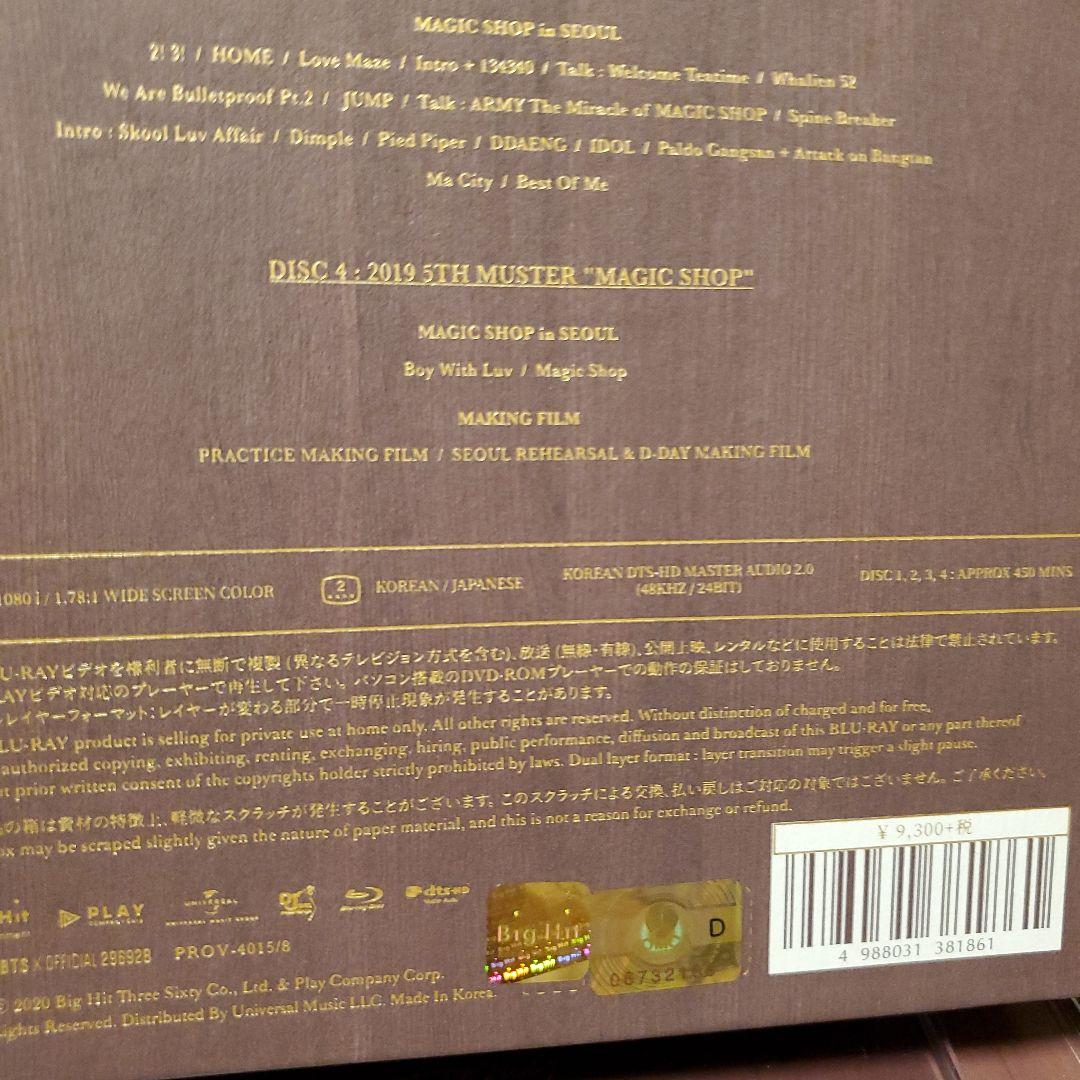 MAGIC SHOP in SEOUL
2! 3! / HOME / Love Maze / Intro + 134340 / Talk : Welcome Teatime / Whalien 52
We Are Bulletproof Pt.2 / JUMP / Talk : ARMY The Miracle of MAGIC SHOP / Spine Breaker
Intro : Skool Luv Affair / Dimple / Pied Piper / DDAENG / IDOL / Paldo Gangsan + Attack on Bangtan
Ma City / Best Of Me
DISC 4 : 2019 5TH MUSTER "MAGIC SHOP"
MAGIC SHOP in SEOUL
Boy With Luv / Magic Shop
MAKING FILM
PRACTICE MAKING FILM / SEOUL REHEARSAL & D-DAY MAKING FILM
1080 i / 1.78:1 WIDE SCREEN COLOR
2
KOREAN / JAPANESE
KOREAN DTS-HD MASTER AUDIO 2.0
(48KHZ / 24BIT)
DISC 1, 2, 3, 4 : APPROX 450 MINS
U-RAYビデオを権利者に無断で複製 (異なるテレビジョン方式を含む)、放送 (無線・有線)、公開上映、レンタルなどに使用することは法律で禁止されています。
AYビデオ対応のプレーヤーで再生して下さい。パソコン搭載のDVD-ROMプレーヤーでの動作の保証はしておりません。
レイヤーフォーマット：レイヤーが変わる部分で一時停止現象が発生することがあります。
LU-RAY product is selling for private use at home only. All other rights are reserved. Without distinction of charged and for free,
authorized copying, exhibiting, renting, exchanging, hiring, public performance, diffusion and broadcast of this BLU-RAY or any part thereof
t prior written consent of the copyrights holder strictly prohibited by laws. Dual layer format : layer transition may trigger a slight pause.
の箱は資材の特徴上、軽微なスクラッチが発生することがございます。このスクラッチによる交換、払い戻しはご対応の対象ではございません。ご了承ください。
ox may be scraped slightly given the nature of paper material, and this is not a reason for exchange or refund.
¥ 9,300+税
4 988031 381861
Hit
PLAY
UNIVERSAL
Def Jam
Blu-ray Disc
dts-HD
Master Audio
Big Hit
D
BTS X OFFICIAL 296928
PROV-4015/8
© 2020 Big Hit Three Sixty Co., Ltd. & Play Company Corp.
ights Reserved. Distributed By Universal Music LLC. Made In Korea.